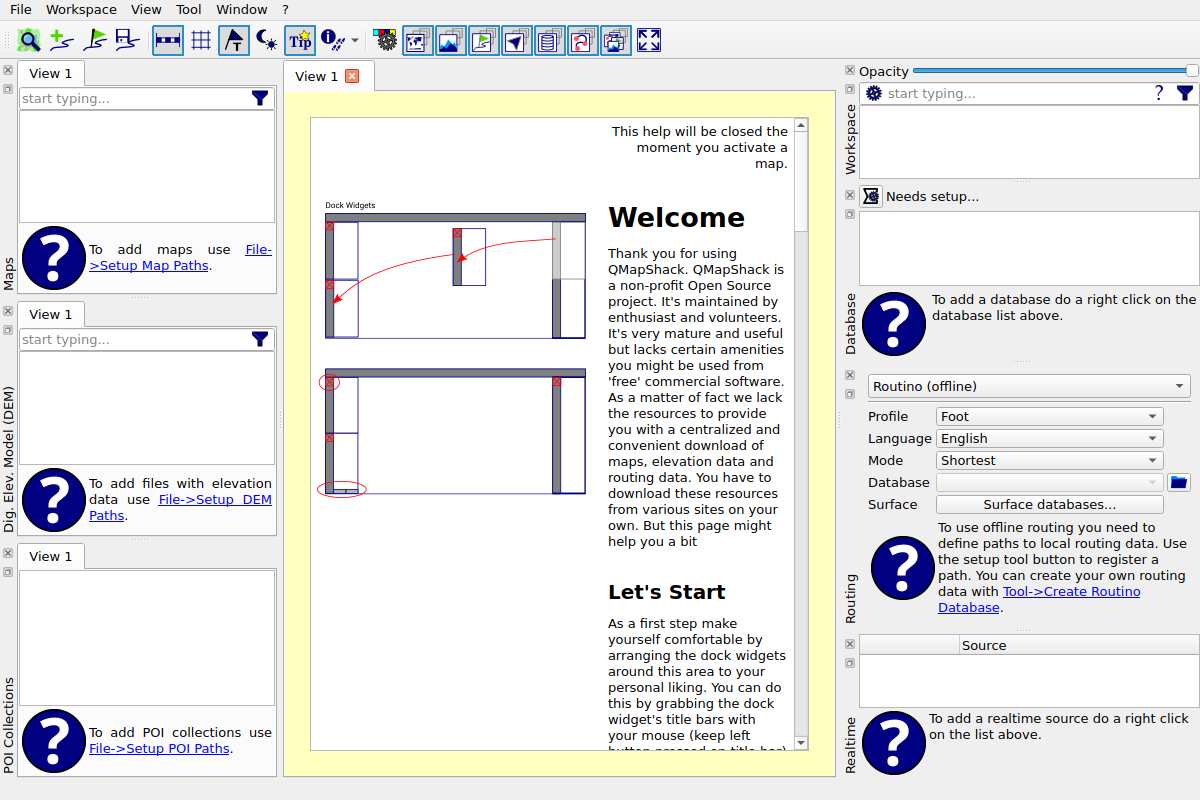 File Workspace View Tool Window ?
Tip
View 1
start typing...
Maps
To add maps use File-
>Setup Map Paths.
View 1
start typing...
Dig. Elev. Model (DEM)
To add files with elevation
data use File->Setup DEM
Paths.
View 1
POI Collections
To add POI collections use
File->Setup POI Paths.
View 1
This help will be closed the
moment you activate a
map.
Dock Widgets
Welcome
Thank you for using
QMapShack. QMapShack is
a non-profit Open Source
project. It's maintained by
enthusiast and volunteers.
It's very mature and useful
but lacks certain amenities
you might be used from
'free' commercial software.
As a matter of fact we lack
the resources to provide
you with a centralized and
convenient download of
maps, elevation data and
routing data. You have to
download these resources
from various sites on your
own. But this page might
help you a bit
Let's Start
As a first step make
yourself comfortable by
arranging the dock widgets
around this area to your
personal liking. You can do
this by grabbing the dock
widget's title bars with
your mouse (keep left
button pressed on title bar)
Opacity
start typing... ?
Workspace
Needs setup...
Database
To add a database do a right click on the
database list above.
Routino (offline)
Profile Foot
Language English
Mode Shortest
Database
Surface Surface databases...
Routing
To use offline routing you need to
define paths to local routing data. Use
the setup tool button to register a
path. You can create your own routing
data with Tool->Create Routino
Database.
Source
Realtime
To add a realtime source do a right click
on the list above.